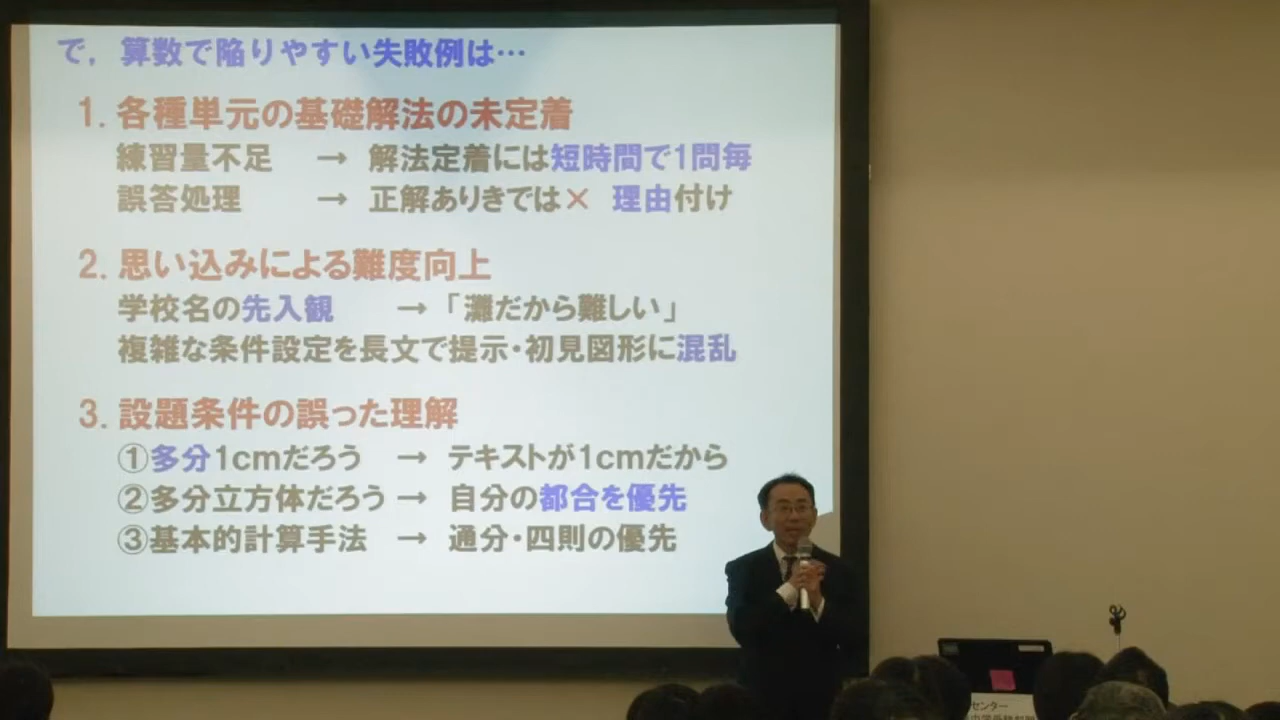 で，算数で陥りやすい失敗例は…
1. 各種単元の基礎解法の未定着
練習量不足 → 解法定着には短時間で1問毎
誤答処理 → 正解ありきでは× 理由付け
2. 思い込みによる難度向上
学校名の先入観 → 「灘だから難しい」
複雑な条件設定を長文で提示・初見図形に混乱
3. 設題条件の誤った理解
①多分1cmだろう → テキストが1cmだから
②多分立方体だろう → 自分の都合を優先
③基本的計算手法 → 通分・四則の優先
センター